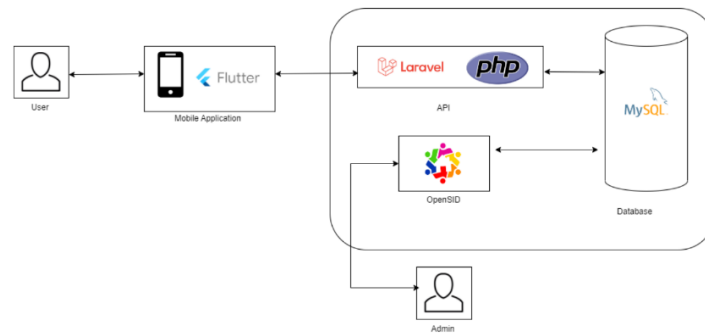 User
Flutter
Mobile Application
Laravel
php
API
MySQL
OpenSID
Database
Admin